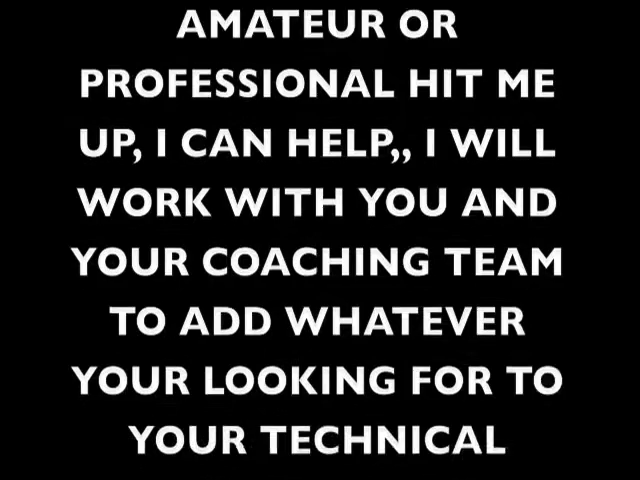 AMATEUR OR
PROFESSIONAL HIT ME
UP, I CAN HELP,, I WILL
WORK WITH YOU AND
YOUR COACHING TEAM
TO ADD WHATEVER
YOUR LOOKING FOR TO
YOUR TECHNICAL